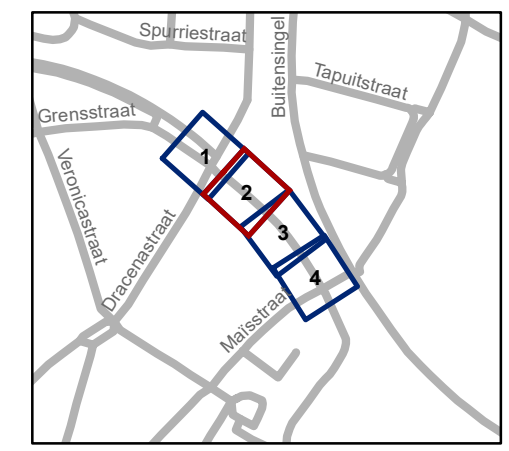 Spurriestraat
Buitensingel
Tapuitstraat
Grensstraat
Veronicastraat
Dracenastraat
Maïsstraat
1
2
3
4